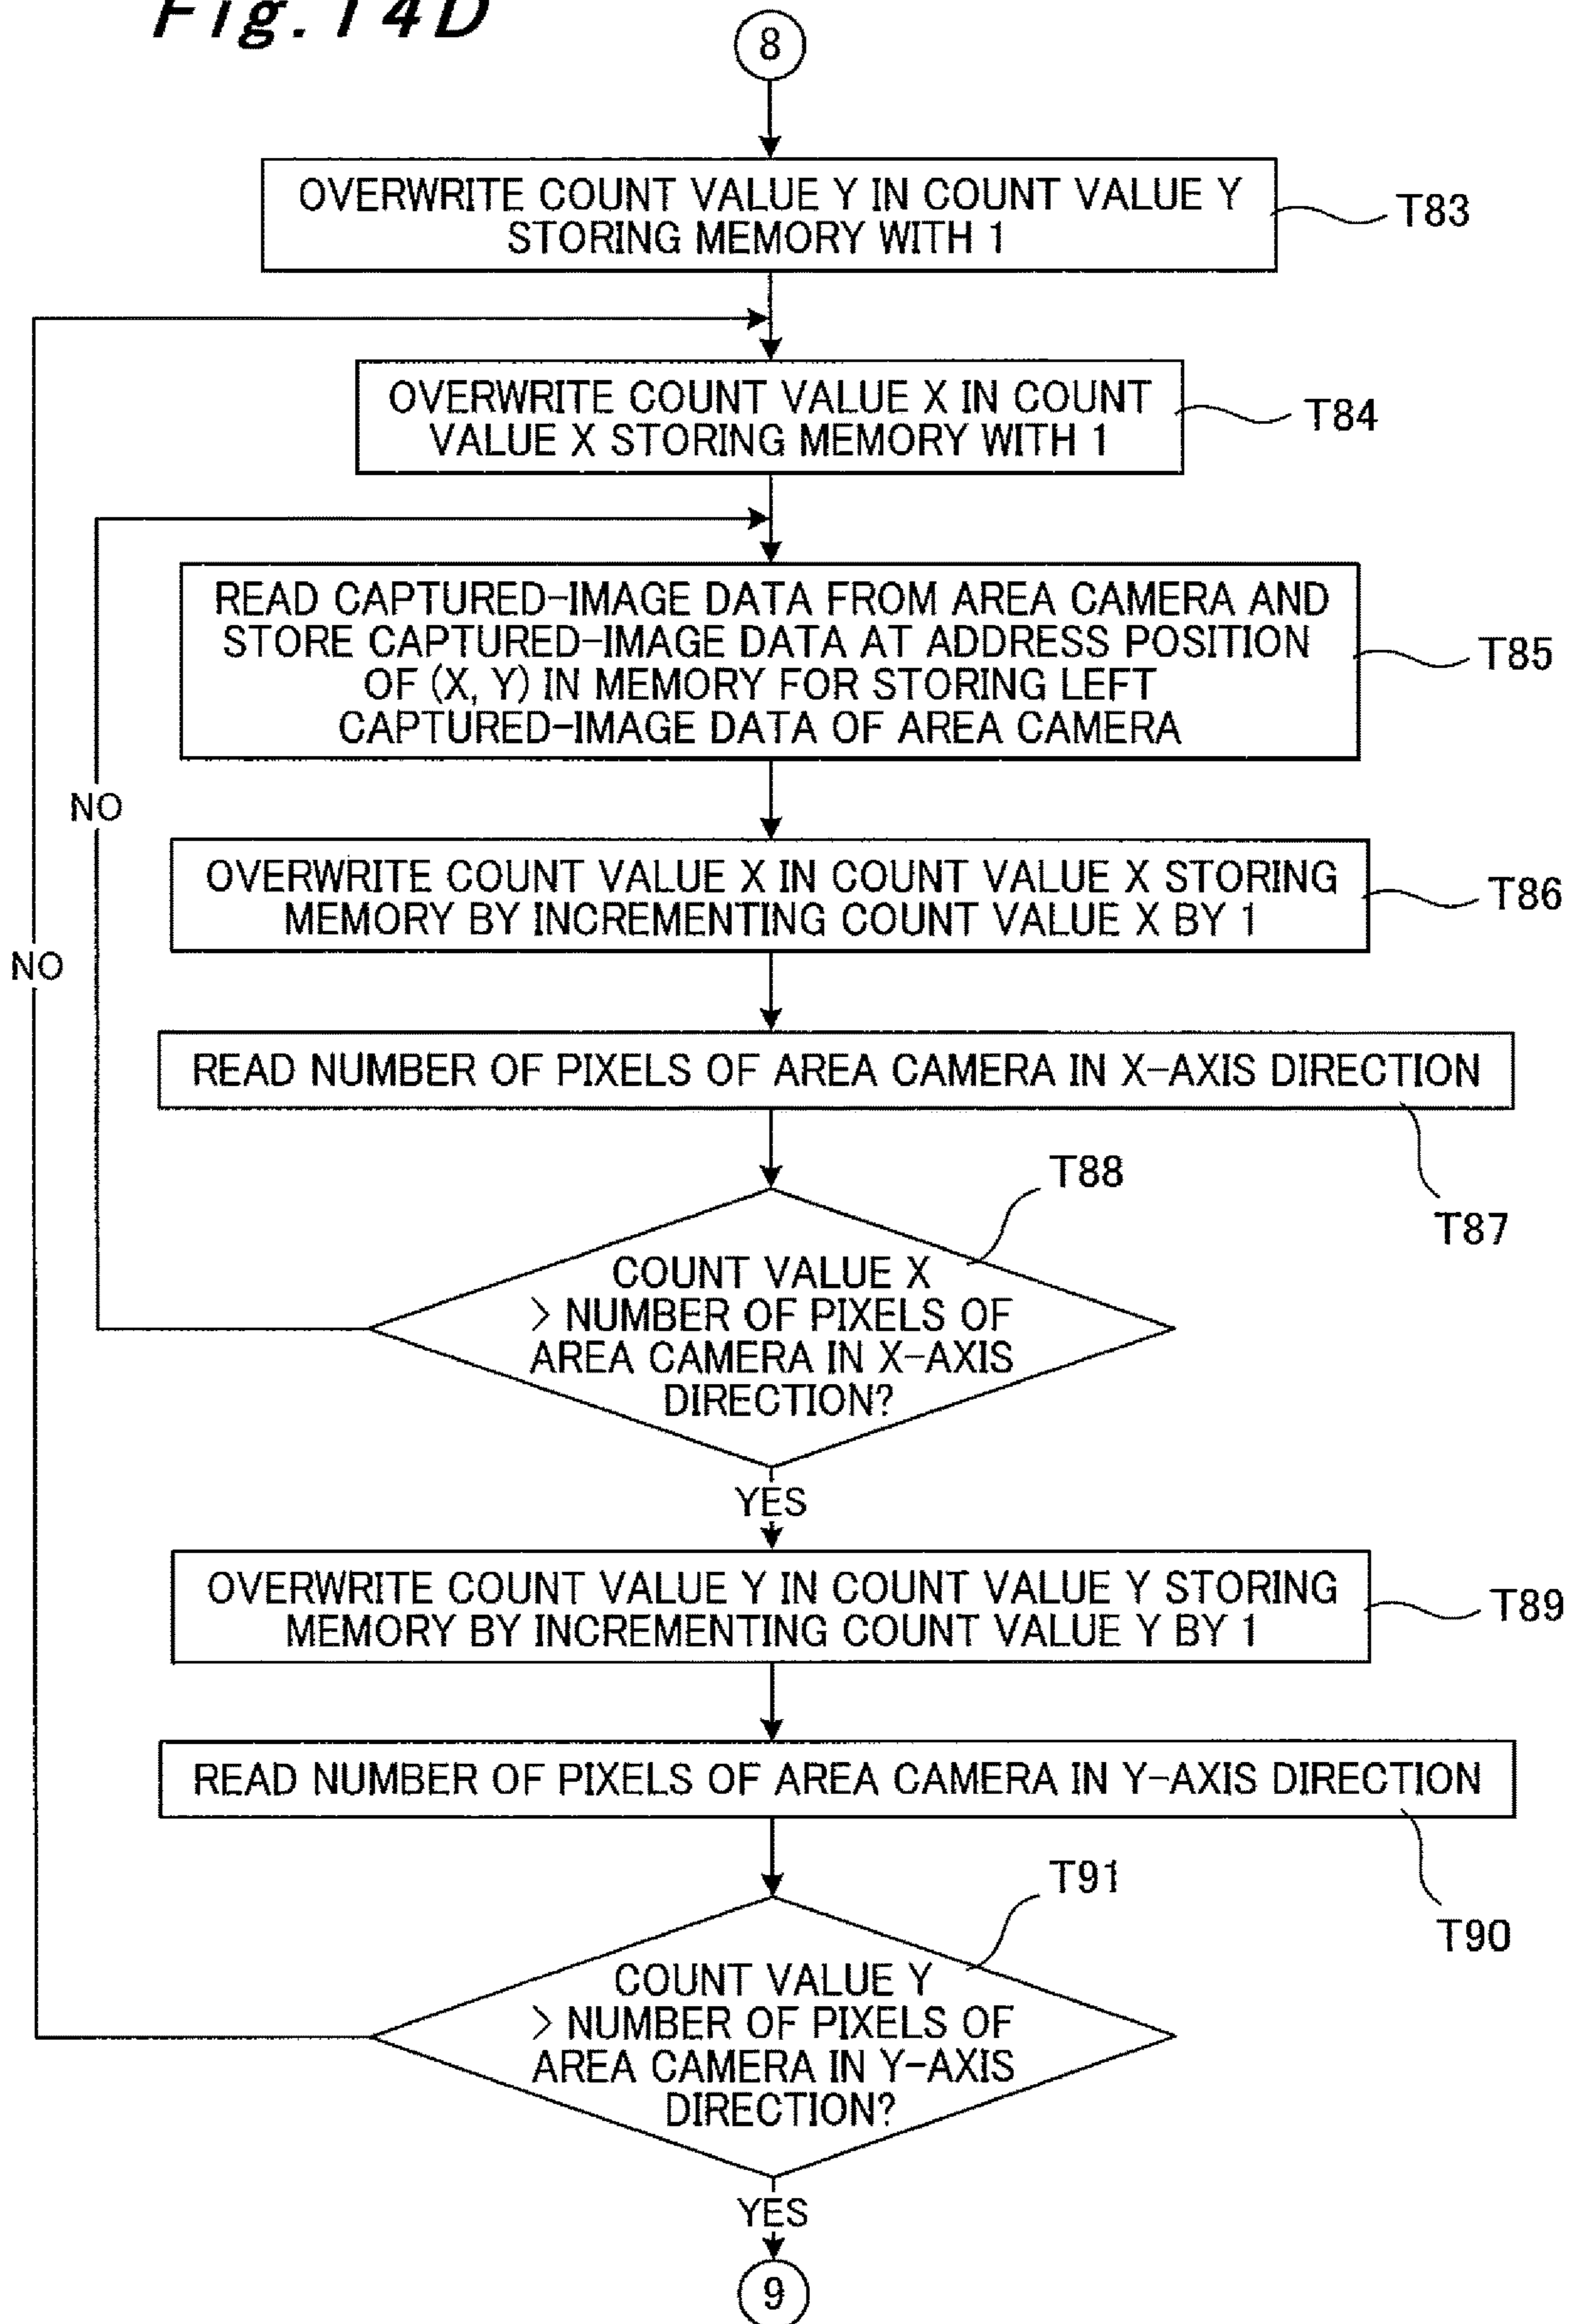 Fig.14D
8
OVERWRITE COUNT VALUE Y IN COUNT VALUE Y
STORING MEMORY WITH 1
T83
OVERWRITE COUNT VALUE X IN COUNT
VALUE X STORING MEMORY WITH 1
T84
READ CAPTURED-IMAGE DATA FROM AREA CAMERA AND
STORE CAPTURED-IMAGE DATA AT ADDRESS POSITION
OF (X, Y) IN MEMORY FOR STORING LEFT
CAPTURED-IMAGE DATA OF AREA CAMERA
T85
NO
OVERWRITE COUNT VALUE X IN COUNT VALUE X STORING
MEMORY BY INCREMENTING COUNT VALUE X BY 1
T86
NO
READ NUMBER OF PIXELS OF AREA CAMERA IN X-AXIS DIRECTION
T87
T88
COUNT VALUE X
> NUMBER OF PIXELS OF
AREA CAMERA IN X-AXIS
DIRECTION?
YES
OVERWRITE COUNT VALUE Y IN COUNT VALUE Y STORING
MEMORY BY INCREMENTING COUNT VALUE Y BY 1
T89
READ NUMBER OF PIXELS OF AREA CAMERA IN Y-AXIS DIRECTION
T90
T91
COUNT VALUE Y
> NUMBER OF PIXELS OF
AREA CAMERA IN Y-AXIS
DIRECTION?
YES
9